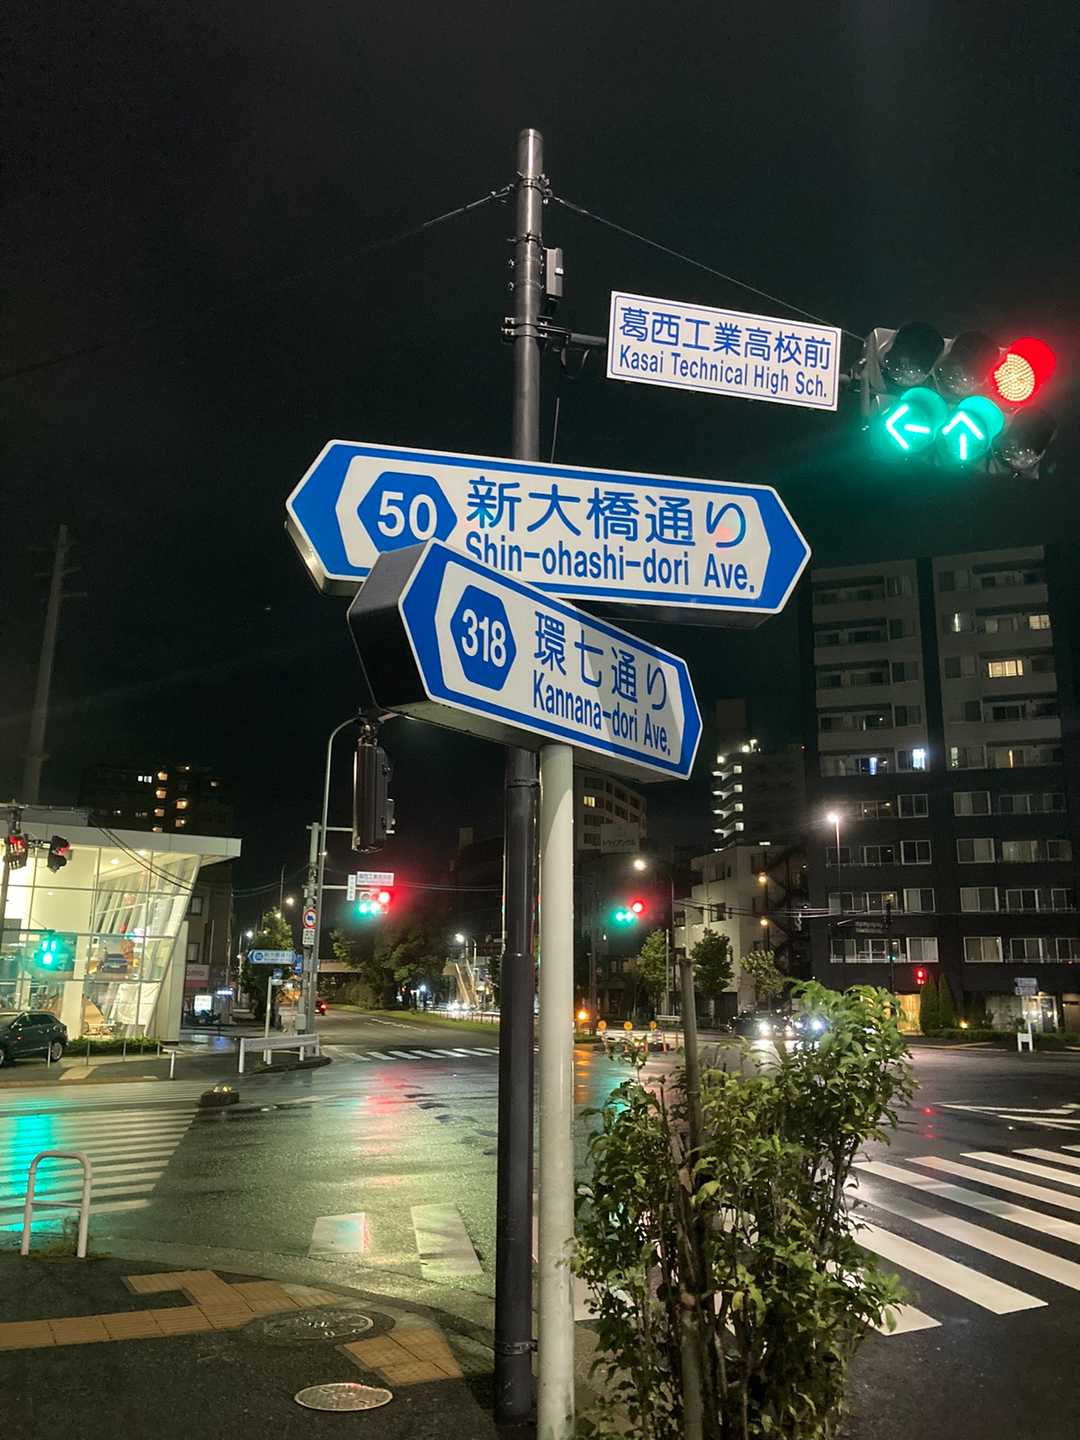 葛西工業高校前
Kasai Technical High Sch.
50 新大橋通り
Shin-ohashi-dori Ave.
318 環七通り
Kannana-dori Ave.